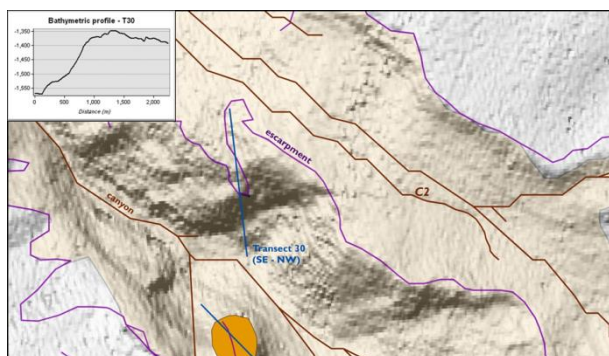 Bathymetric profile - T30
-1,350
-1,400
-1,450
-1,500
-1,550
0
500
1,000
1,500
2,000
Distance (m)
escarpment
C2
canyon
Transect 30
(SE - NW)